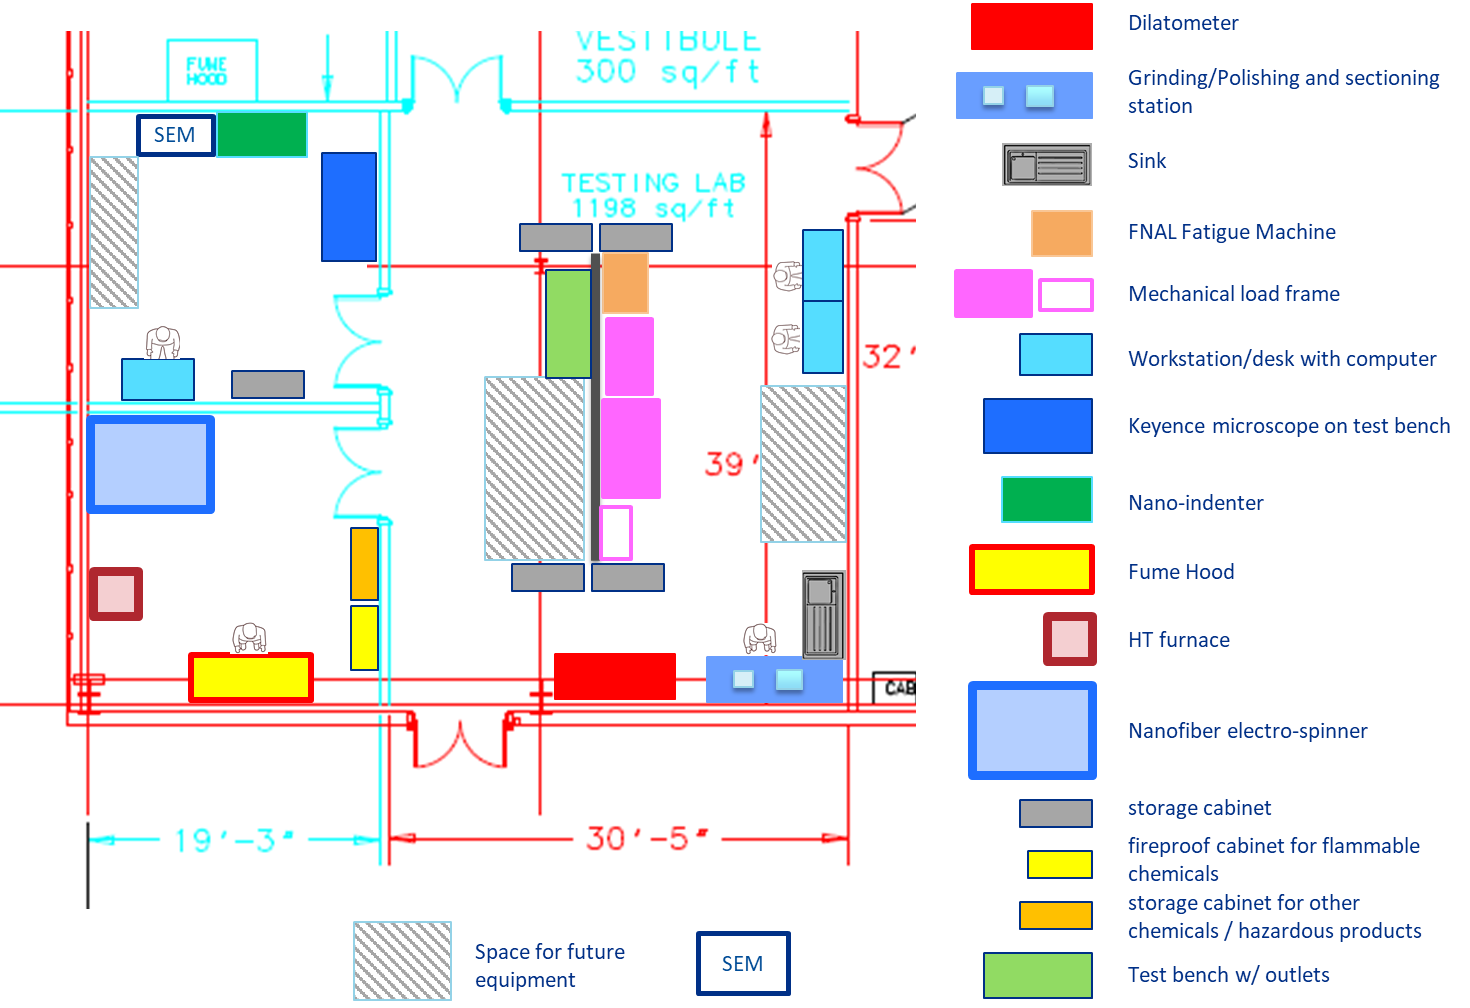 VESTIBULE
300 sq/ft
FUME
HOOD
SEM
TESTING LAB
1198 sq/ft
32'
39'
CAB
19'-3"
30'-5"
Space for future
equipment
SEM
Dilatometer
Grinding/Polishing and sectioning
station
Sink
FNAL Fatigue Machine
Mechanical load frame
Workstation/desk with computer
Keyence microscope on test bench
Nano-indenter
Fume Hood
HT furnace
Nanofiber electro-spinner
storage cabinet
fireproof cabinet for flammable
chemicals
storage cabinet for other
chemicals / hazardous products
Test bench w/ outlets